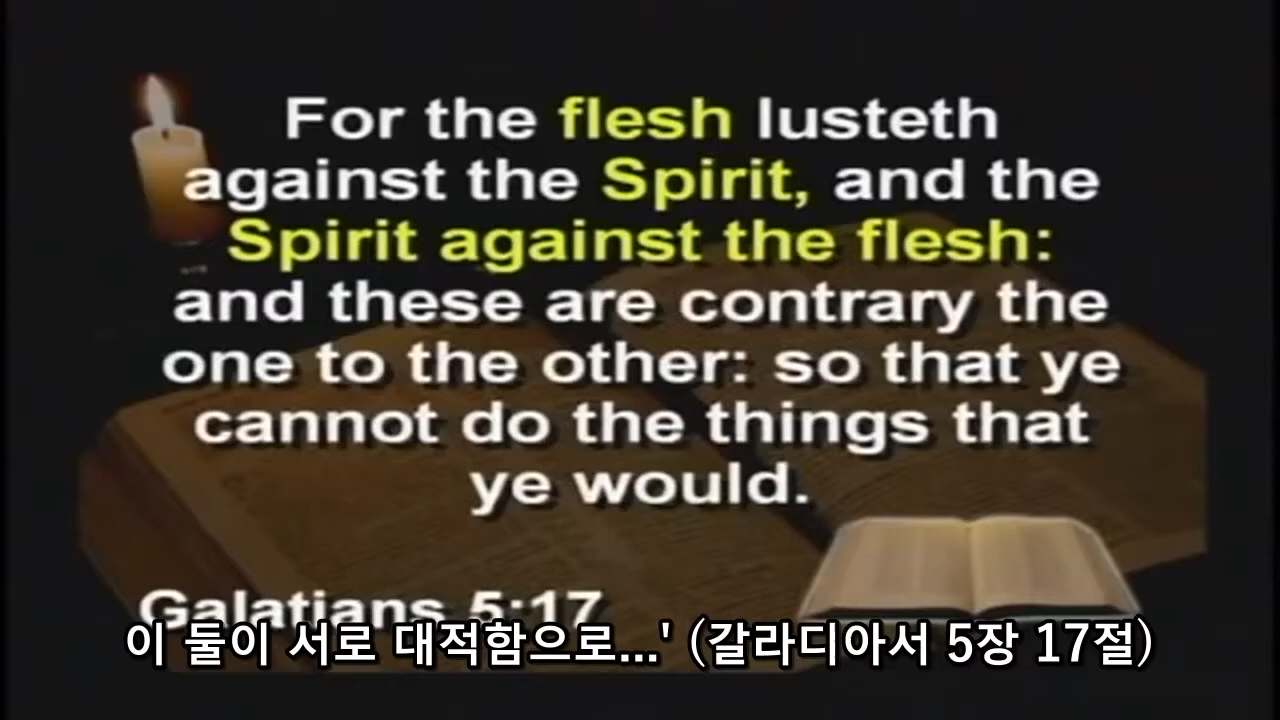 For the flesh lusteth
against the Spirit, and the
Spirit against the flesh:
and these are contrary the
one to the other: so that ye
cannot do the things that
ye would.
Galatians 5:17
이 둘이 서로 대적함으로...' (갈라디아서 5장 17절)